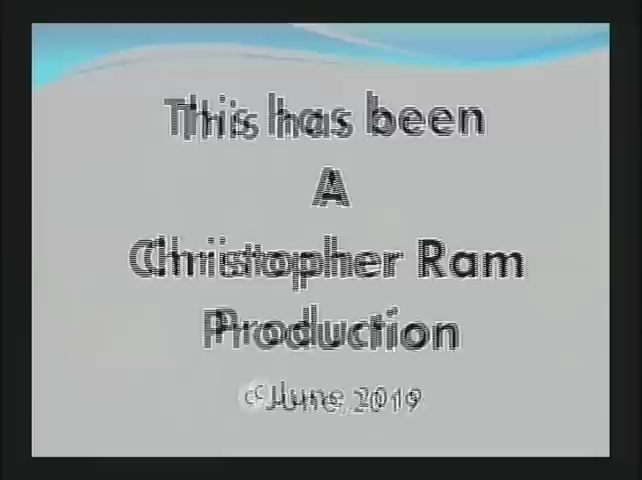 This has been
A
Christopher Ram
Production
June, 2019